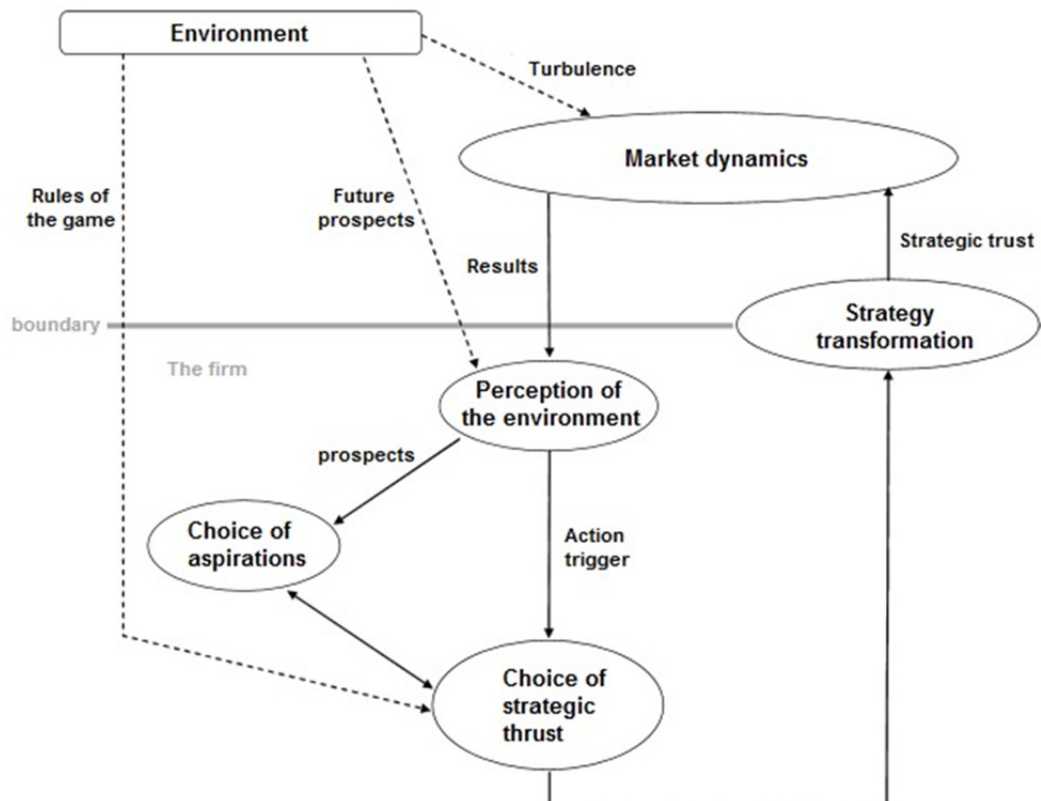 Environment
Turbulence
Market dynamics
Rules of
the game
Future
prospects
Results
Strategic trust
boundary
Strategy
transformation
The firm
Perception of
the environment
prospects
Choice of
aspirations
Action
trigger
Choice of
strategic
thrust